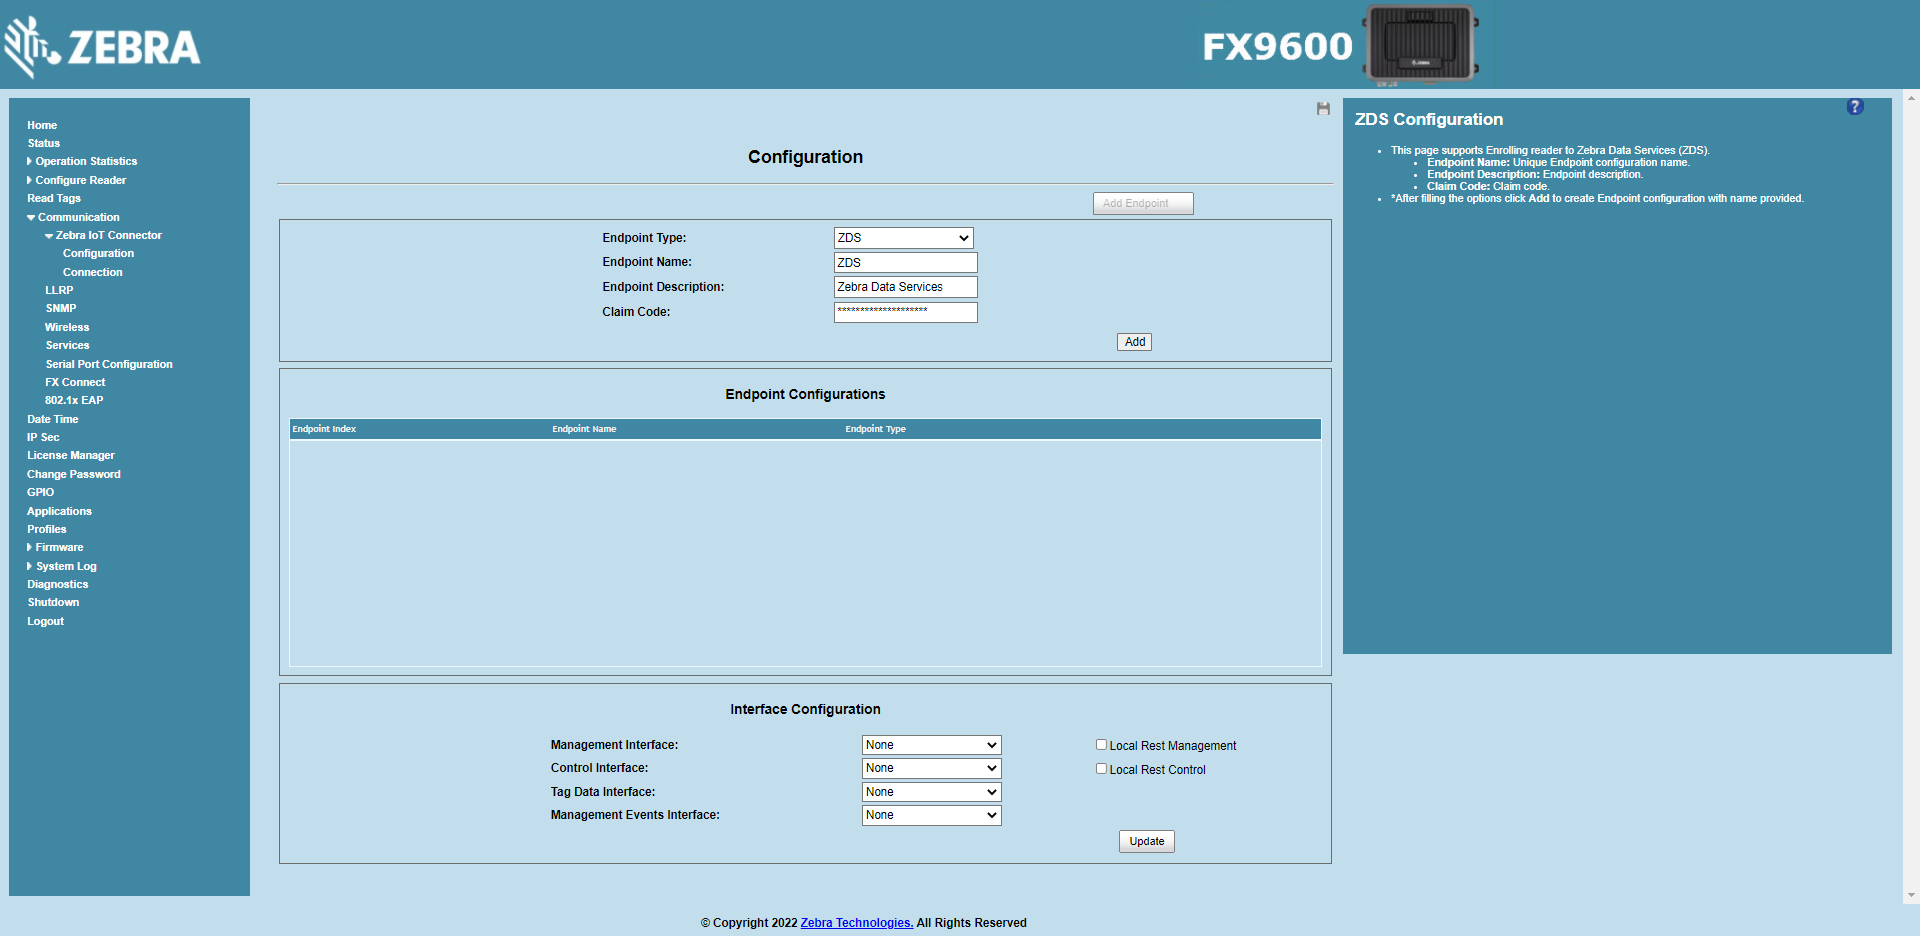 ZEBRA
FX9600
Home
Status
Operation Statistics
Configure Reader
Read Tags
Communication
Zebra IoT Connector
Configuration
Connection
LLRP
SNMP
Wireless
Services
Serial Port Configuration
FX Connect
802.1x EAP
Date Time
IP Sec
License Manager
Change Password
GPIO
Applications
Profiles
Firmware
System Log
Diagnostics
Shutdown
Logout
Configuration
Add Endpoint
Endpoint Type: ZDS
Endpoint Name: ZDS
Endpoint Description: Zebra Data Services
Claim Code: ********************
Add
Endpoint Configurations
Endpoint Index Endpoint Name Endpoint Type
Interface Configuration
Management Interface: None Local Rest Management
Control Interface: None Local Rest Control
Tag Data Interface: None
Management Events Interface: None
Update
?
ZDS Configuration
• This page supports Enrolling reader to Zebra Data Services (ZDS).
• Endpoint Name: Unique Endpoint configuration name.
• Endpoint Description: Endpoint description.
• Claim Code: Claim code.
• *After filling the options click Add to create Endpoint configuration with name provided.
© Copyright 2022 Zebra Technologies. All Rights Reserved